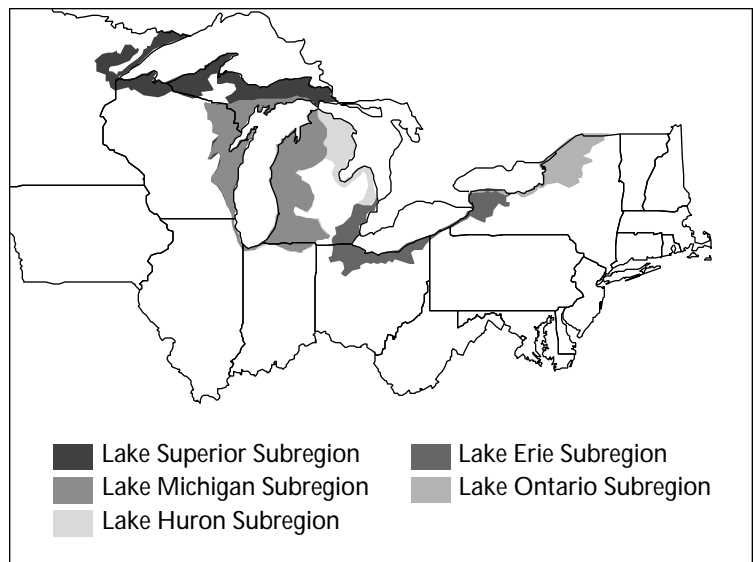 Lake Superior Subregion
Lake Michigan Subregion
Lake Huron Subregion
Lake Erie Subregion
Lake Ontario Subregion